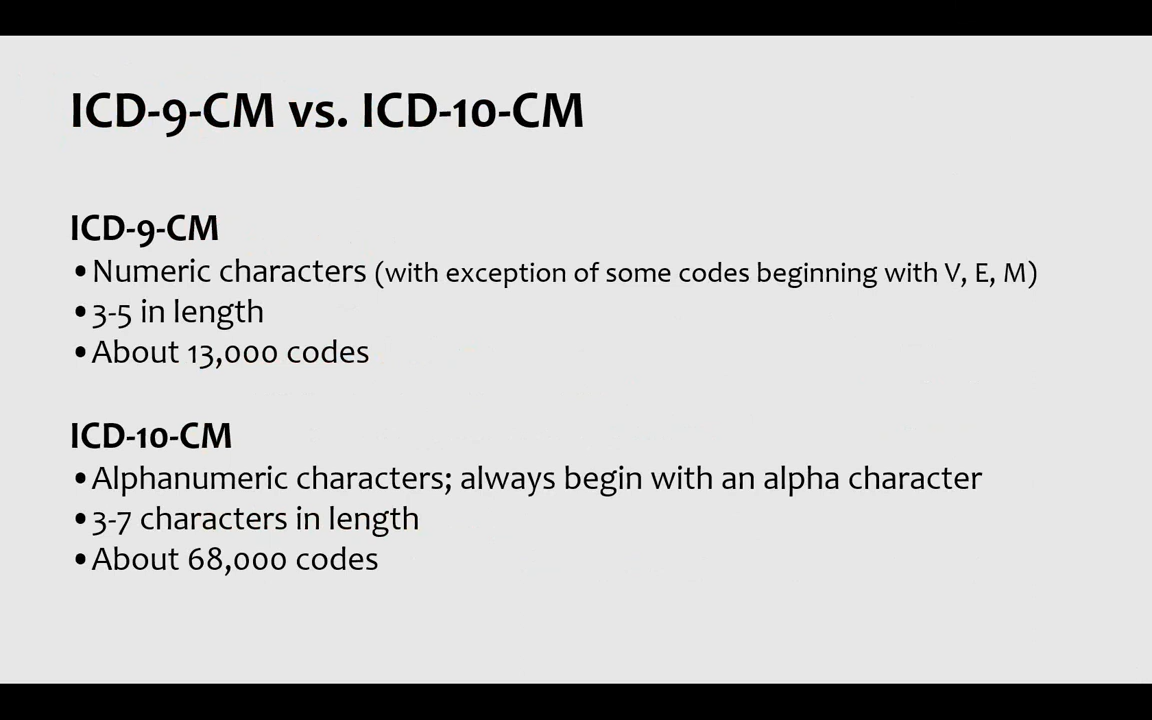 ICD-9-CM vs. ICD-10-CM
ICD-9-CM
•Numeric characters (with exception of some codes beginning with V, E, M)
•3-5 in length
•About 13,000 codes
ICD-10-CM
•Alphanumeric characters; always begin with an alpha character
•3-7 characters in length
•About 68,000 codes